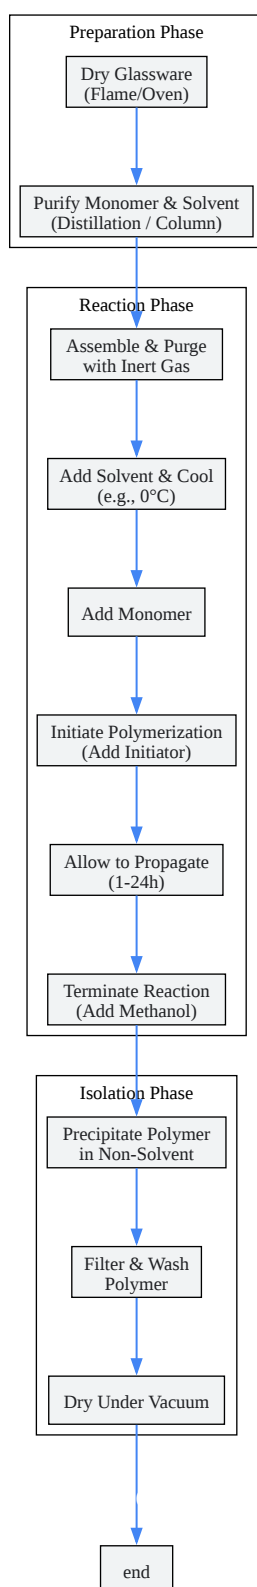 Preparation Phase
Dry Glassware
(Flame/Oven)
Purify Monomer & Solvent
(Distillation / Column)
Reaction Phase
Assemble & Purge
with Inert Gas
Add Solvent & Cool
(e.g., 0°C)
Add Monomer
Initiate Polymerization
(Add Initiator)
Allow to Propagate
(1-24h)
Terminate Reaction
(Add Methanol)
Isolation Phase
Precipitate Polymer
in Non-Solvent
Filter & Wash
Polymer
Dry Under Vacuum
end